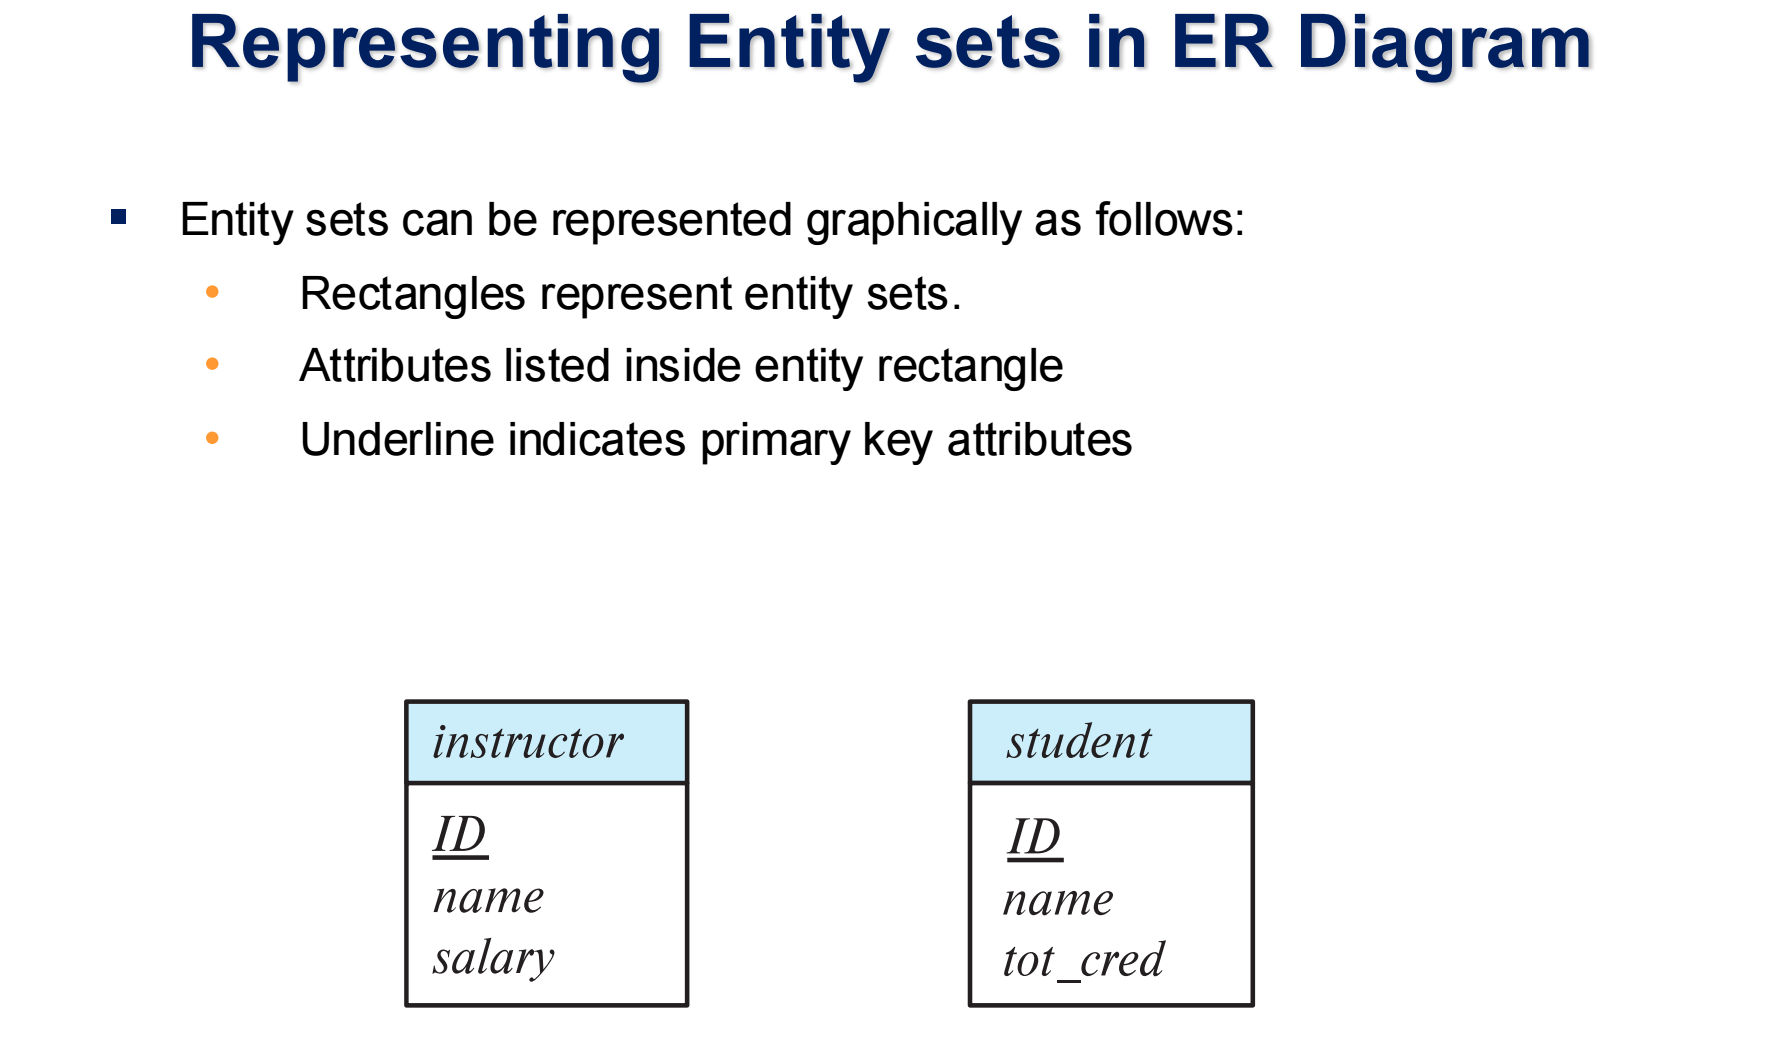 Representing Entity sets in ER Diagram
Entity sets can be represented graphically as follows:
Rectangles represent entity sets.
Attributes listed inside entity rectangle
Underline indicates primary key attributes
instructor
ID
name
salary
student
ID
name
tot_cred